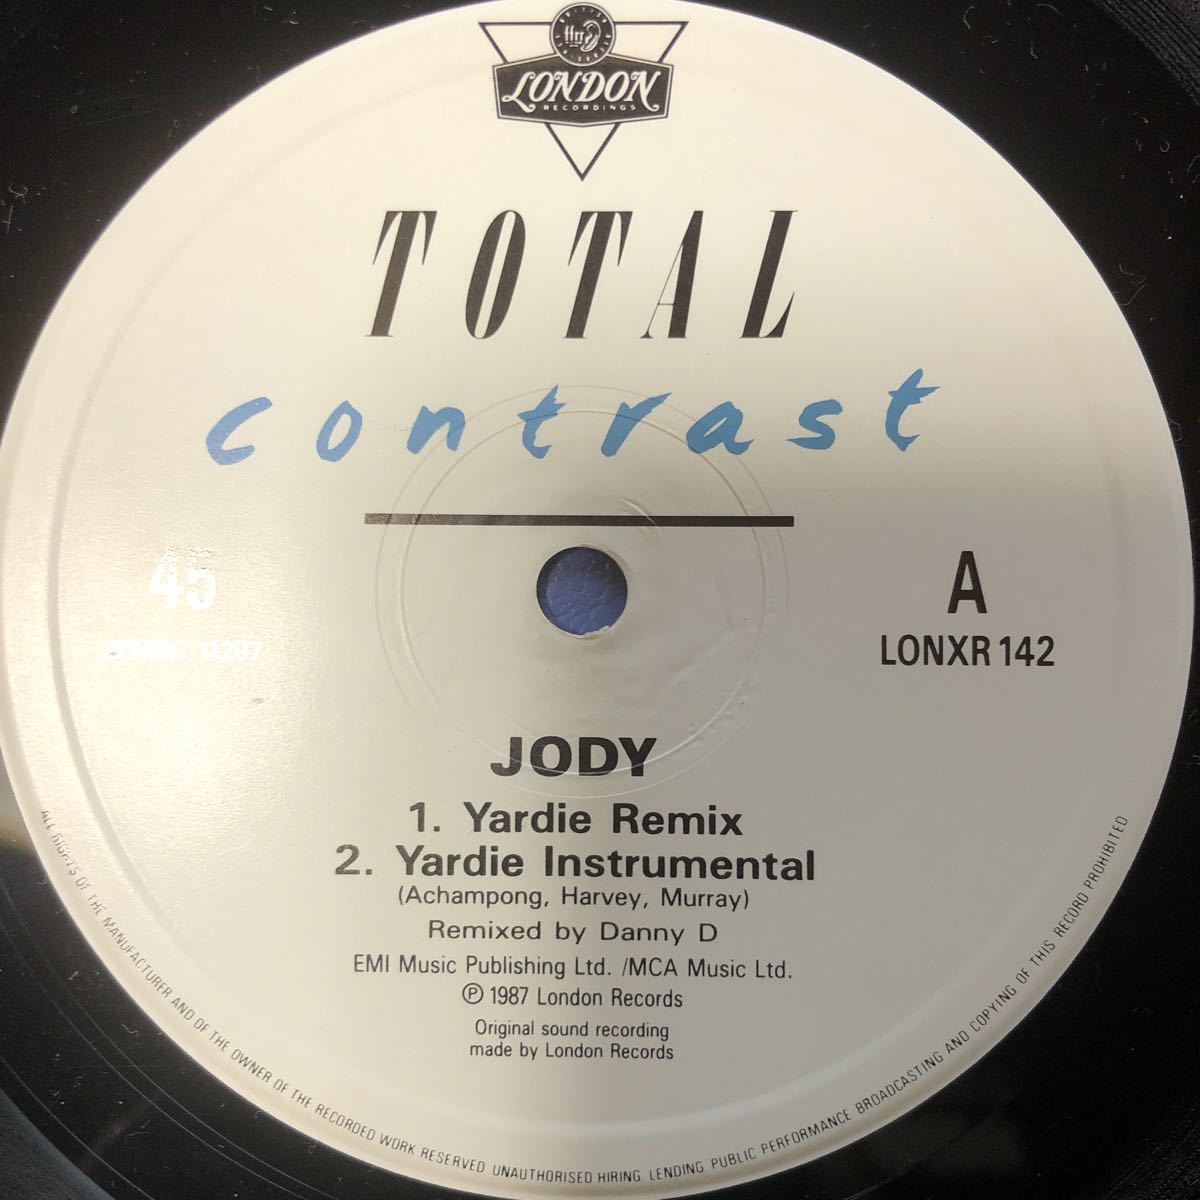 ffrr
LONDON
RECORDINGS
TOTAL
contrast
45
A
LONXR 142
JODY
1. Yardie Remix
2. Yardie Instrumental
(Achampong, Harvey, Murray)
Remixed by Danny D
EMI Music Publishing Ltd. /MCA Music Ltd.
Ⓟ 1987 London Records
Original sound recording
made by London Records
ALL RIGHTS OF THE MANUFACTURER AND OF THE OWNER OF THE RECORDED WORK RESERVED UNAUTHORISED HIRING LENDING PUBLIC PERFORMANCE BROADCASTING AND COPYING OF THIS RECORD PROHIBITED